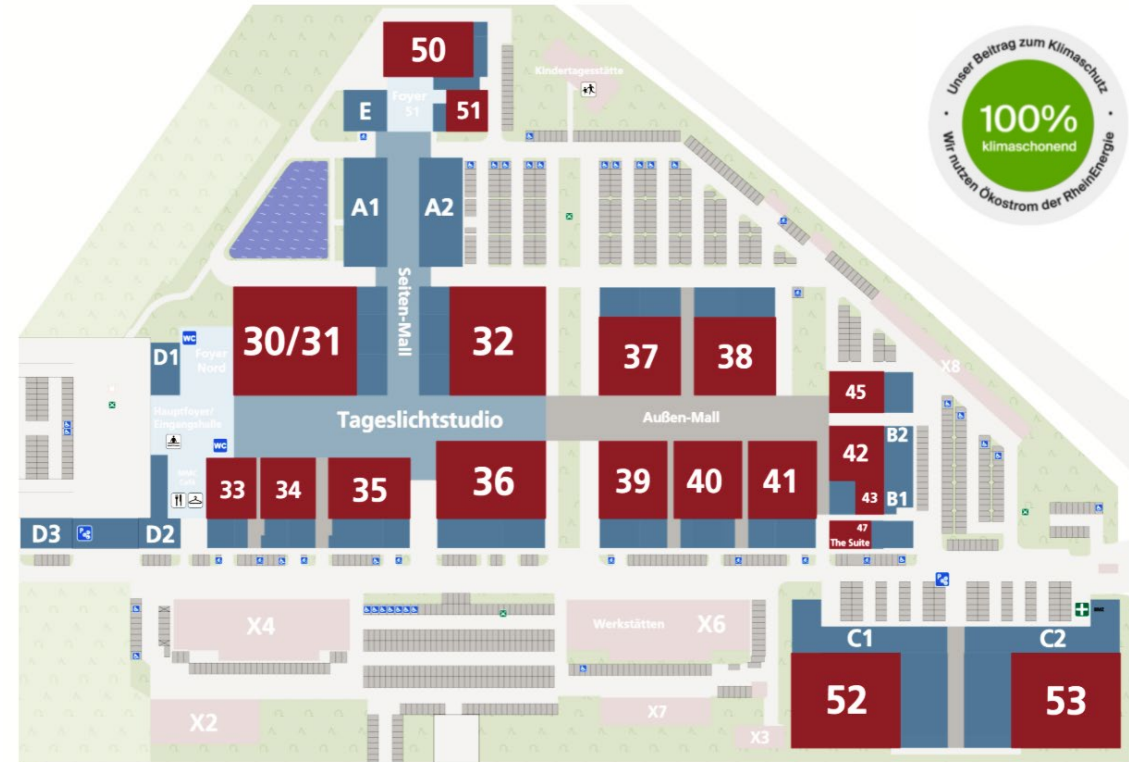 50
Kindertagesstätte
Foyer
51
E
51
Unser Beitrag zum Klimaschutz
100%
klimaschonend
Wir nutzen Ökostrom der RheinEnergie
A1
A2
Seiten-Mall
WC
D1
Foyer
Nord
30/31
32
37
38
X8
45
Hauptfoyer/
Eingangshalle
WC
Tageslichtstudio
Außen-Mall
B2
42
33
34
35
36
39
40
41
43
B1
47
The Suite
D3
D2
X4
Werkstätten
X6
C1
C2
52
53
X2
X7
X3